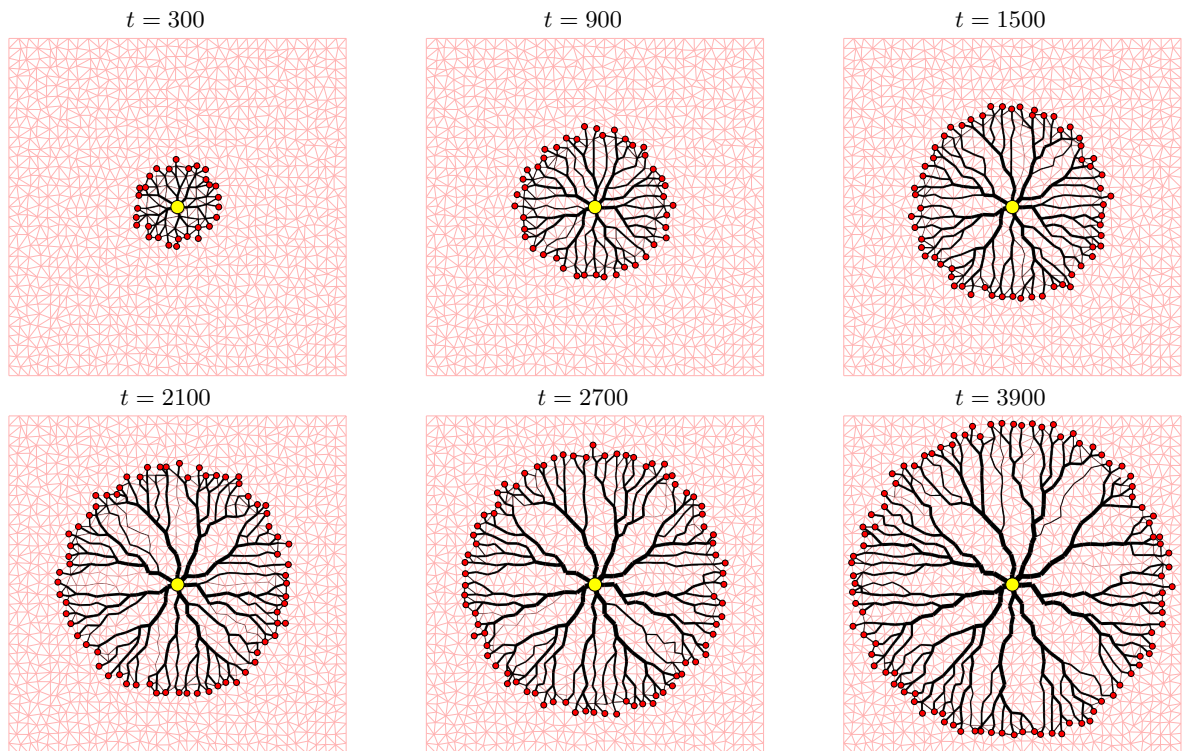 t = 300
t = 900
t = 1500
t = 2100
t = 2700
t = 3900